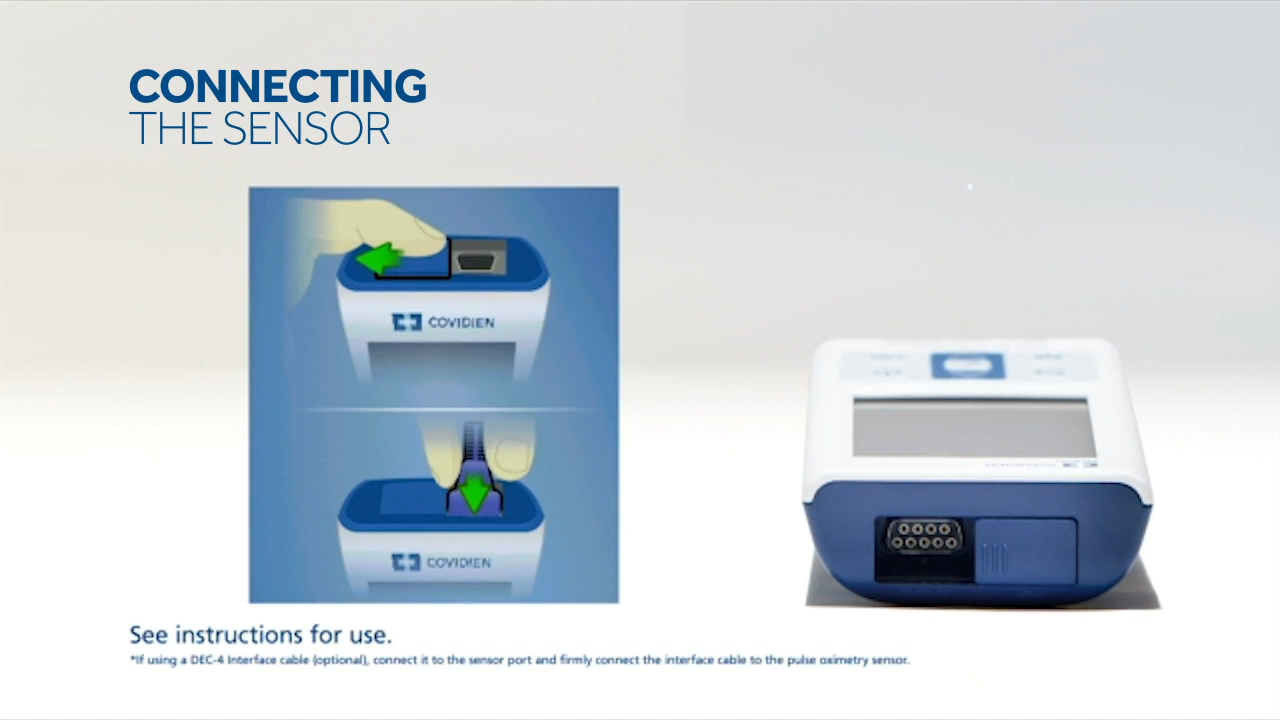 CONNECTING
THE SENSOR
COVIDIEN
COVIDIEN
See instructions for use.
*If using a DEC-4 Interface cable (optional), connect it to the sensor port and firmly connect the interface cable to the pulse oximetry sensor.